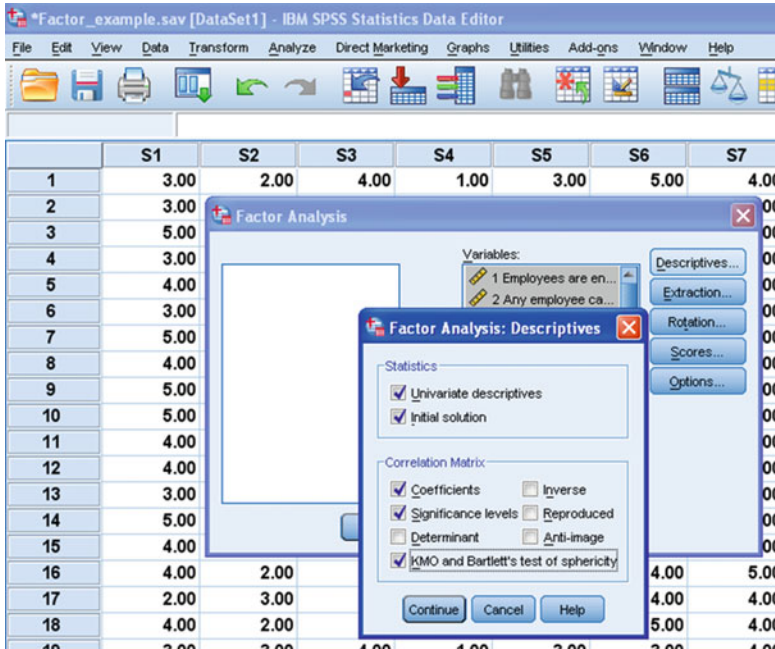 *Factor_example.sav [DataSet1] - IBM SPSS Statistics Data Editor
File Edit View Data Transform Analyze Direct Marketing Graphs Utilities Add-ons Window Help
S1 S2 S3 S4 S5 S6 S7
1 3.00 2.00 4.00 1.00 3.00 5.00 4.00
2 3.00
3 5.00
4 3.00
5 4.00
6 3.00
7 5.00
8 4.00
9 5.00
10 5.00
11 4.00
12 4.00
13 3.00
14 5.00
15 4.00
16 4.00 2.00 4.00 5.00
17 2.00 3.00 4.00 4.00
18 4.00 2.00 5.00 4.00
Factor Analysis
Variables:
1 Employees are en...
2 Any employee ca...
Descriptives...
Extraction...
Rotation...
Scores...
Options...
Factor Analysis: Descriptives
Statistics
Univariate descriptives
Initial solution
Correlation Matrix
Coefficients Inverse
Significance levels Reproduced
Determinant Anti-image
KMO and Bartlett's test of sphericity
Continue Cancel Help